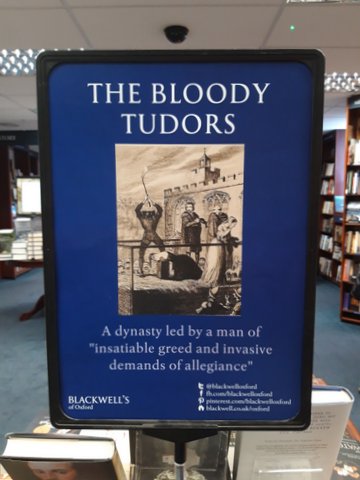 THE BLOODY
TUDORS
A dynasty led by a man of
"insatiable greed and invasive
demands of allegiance"
@blackwelloxford
fb.com/blackwelloxford
pinterest.com/blackwelloxford
blackwell.co.uk/oxford
BLACKWELL'S
of Oxford